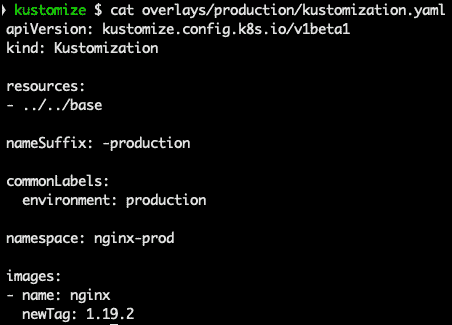 kustomize $ cat overlays/production/kustomization.yaml
apiVersion: kustomize.config.k8s.io/v1beta1
kind: Kustomization
resources:
- ../../base
nameSuffix: -production
commonLabels:
  environment: production
namespace: nginx-prod
images:
- name: nginx
  newTag: 1.19.2